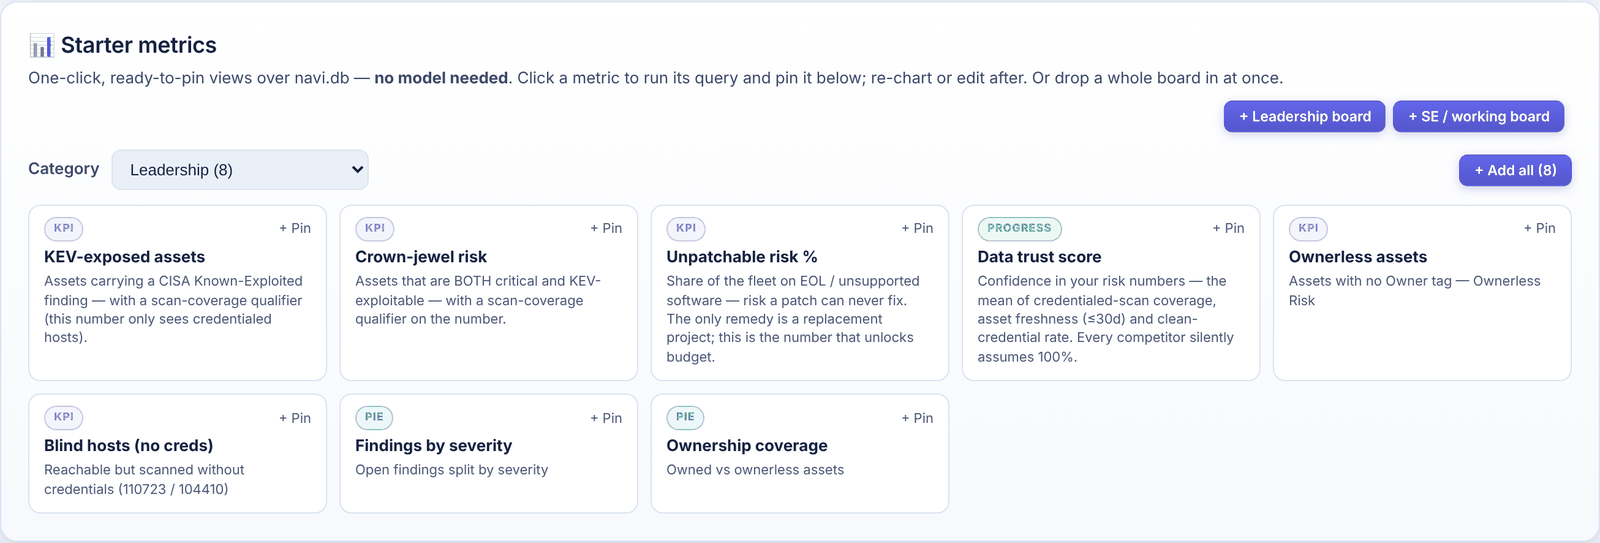 Starter metrics
One-click, ready-to-pin views over navi.db — no model needed. Click a metric to run its query and pin it below; re-chart or edit after. Or drop a whole board in at once.
+ Leadership board
+ SE / working board
Category
Leadership (8)
+ Add all (8)
KPI
+ Pin
KEV-exposed assets
Assets carrying a CISA Known-Exploited
finding — with a scan-coverage qualifier
(this number only sees credentialed
hosts).
KPI
+ Pin
Crown-jewel risk
Assets that are BOTH critical and KEV-
exploitable — with a scan-coverage
qualifier on the number.
KPI
+ Pin
Unpatchable risk %
Share of the fleet on EOL / unsupported
software — risk a patch can never fix.
The only remedy is a replacement
project; this is the number that unlocks
budget.
PROGRESS
+ Pin
Data trust score
Confidence in your risk numbers — the
mean of credentialed-scan coverage,
asset freshness (≤30d) and clean-
credential rate. Every competitor silently
assumes 100%.
KPI
+ Pin
Ownerless assets
Assets with no Owner tag — Ownerless
Risk
KPI
+ Pin
Blind hosts (no creds)
Reachable but scanned without
credentials (110723 / 104410)
PIE
+ Pin
Findings by severity
Open findings split by severity
PIE
+ Pin
Ownership coverage
Owned vs ownerless assets